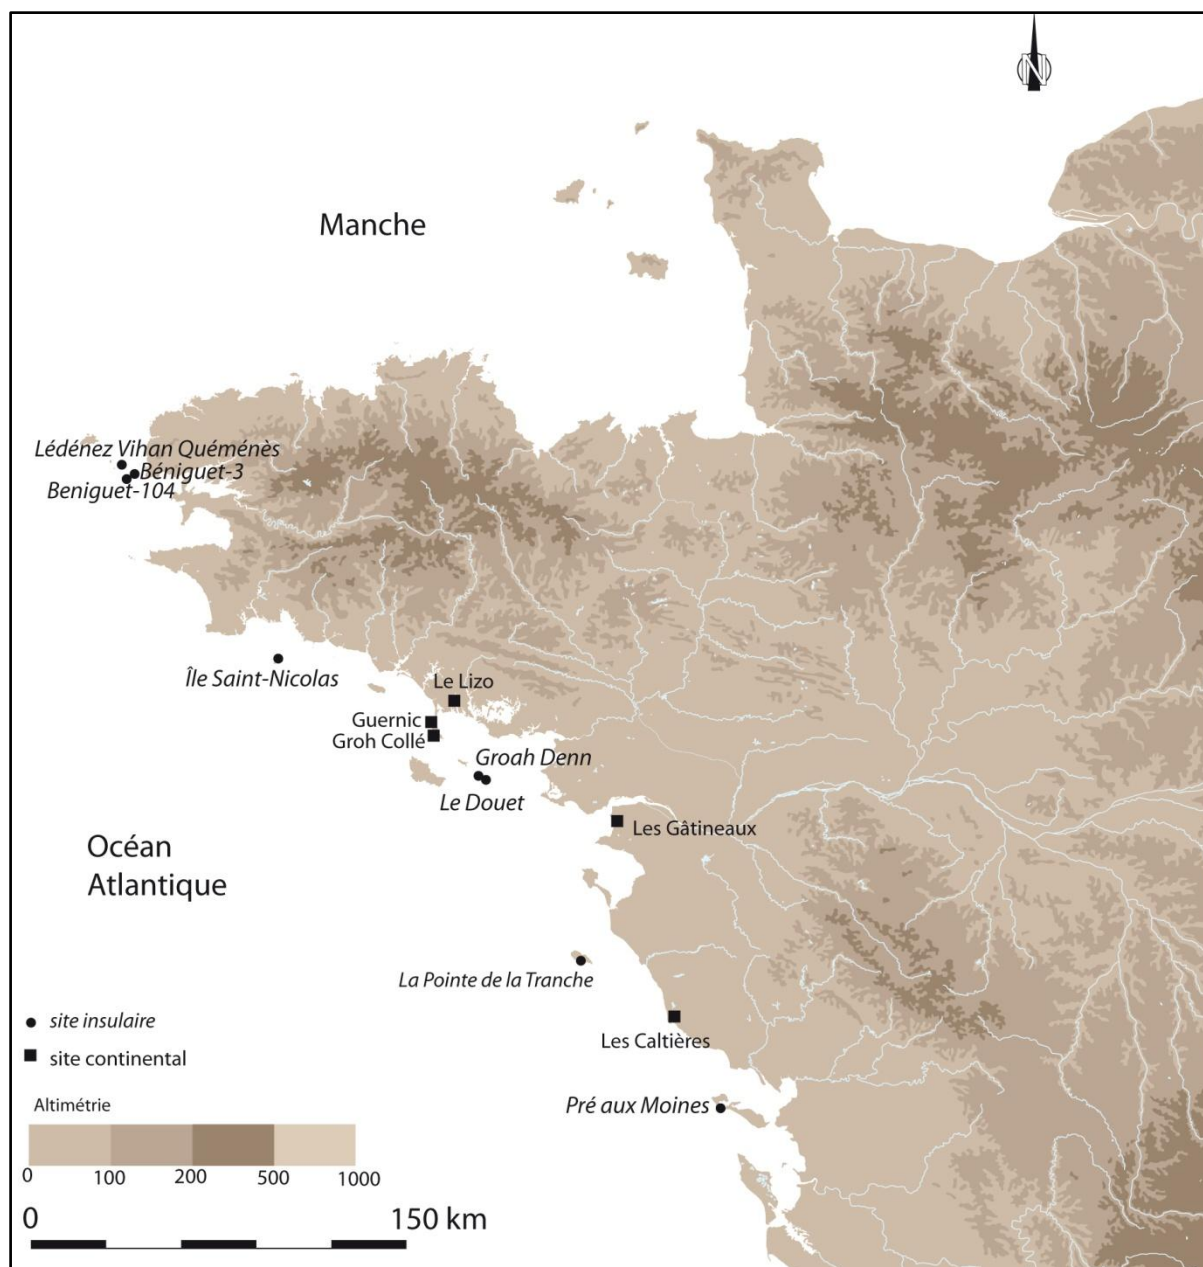 N
Manche
Lédénez Vihan Quéménès
Béniguet-3
Beniguet-104
Île Saint-Nicolas
Le Lizo
Guernic
Groh Collé
Groah Denn
Le Douet
Les Gâtineaux
Océan
Atlantique
La Pointe de la Tranche
site insulaire
Les Caltières
site continental
Altimétrie
Pré aux Moines
0 100 200 500 1000
0 150 km